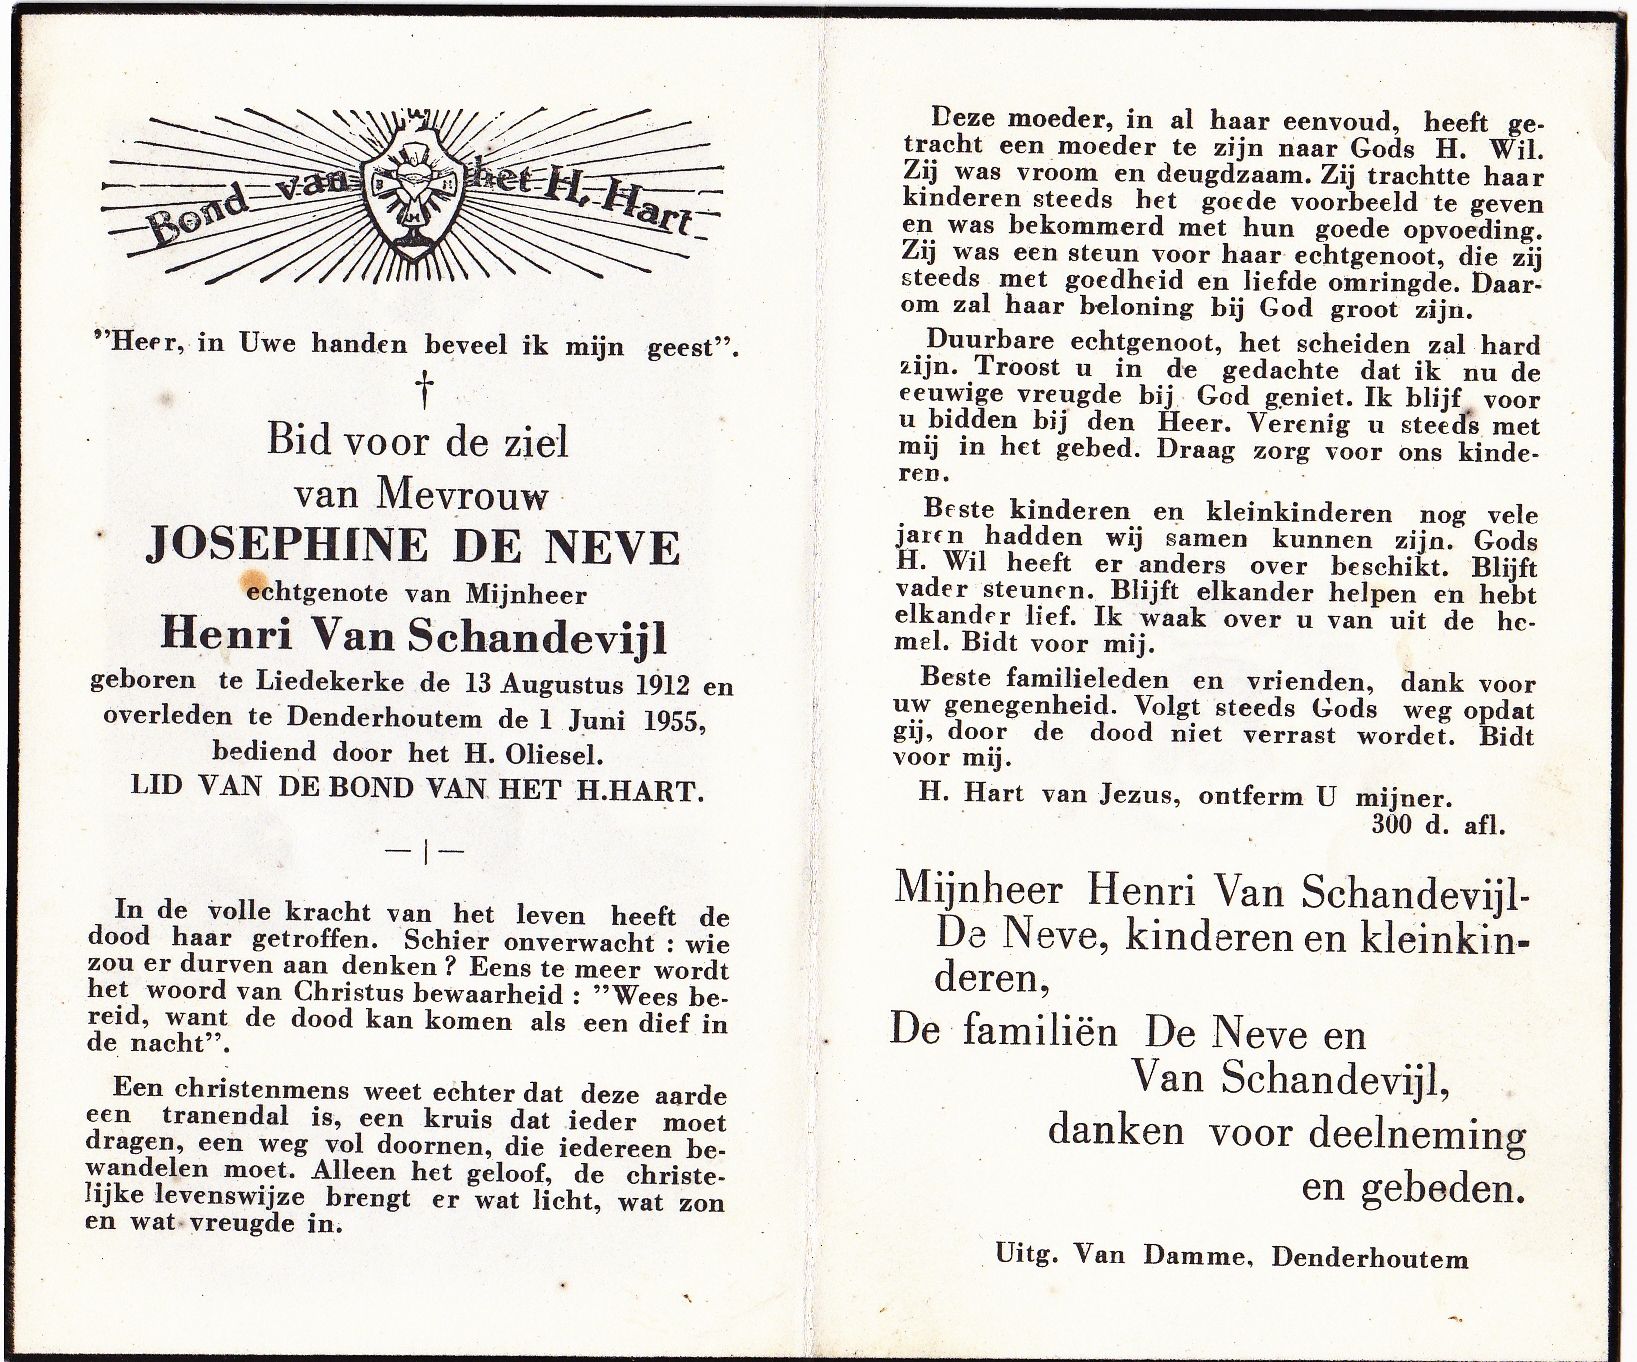 Bond van het H. Hart
"Heer, in Uwe handen beveel ik mijn geest".
†
Bid voor de ziel
van Mevrouw
JOSEPHINE DE NEVE
echtgenote van Mijnheer
Henri Van Schandevijl
geboren te Liedekerke de 13 Augustus 1912 en
overleden te Denderhoutem de 1 Juni 1955,
bediend door het H. Oliesel.
LID VAN DE BOND VAN HET H.HART.
— | —
In de volle kracht van het leven heeft de
dood haar getroffen. Schier onverwacht : wie
zou er durven aan denken ? Eens te meer wordt
het woord van Christus bewaarheid : "Wees be-
reid, want de dood kan komen als een dief in
de nacht".
Een christenmens weet echter dat deze aarde
een tranendal is, een kruis dat ieder moet
dragen, een weg vol doornen, die iedereen be-
wandelen moet. Alleen het geloof, de christe-
lijke levenswijze brengt er wat licht, wat zon
en wat vreugde in.
Deze moeder, in al haar eenvoud, heeft ge-
tracht een moeder te zijn naar Gods H. Wil.
Zij was vroom en deugdzaam. Zij trachtte haar
kinderen steeds het goede voorbeeld te geven
en was bekommerd met hun goede opvoeding.
Zij was een steun voor haar echtgenoot, die zij
steeds met goedheid en liefde omringde. Daar-
om zal haar beloning bij God groot zijn.
Duurbare echtgenoot, het scheiden zal hard
zijn. Troost u in de gedachte dat ik nu de
eeuwige vreugde bij God geniet. Ik blijf voor
u bidden bij den Heer. Verenig u steeds met
mij in het gebed. Draag zorg voor ons kinde-
ren.
Beste kinderen en kleinkinderen nog vele
jaren hadden wij samen kunnen zijn. Gods
H. Wil heeft er anders over beschikt. Blijft
vader steunen. Blijft elkander helpen en hebt
elkander lief. Ik waak over u van uit de he-
mel. Bidt voor mij.
Beste familieleden en vrienden, dank voor
uw genegenheid. Volgt steeds Gods weg opdat
gij, door de dood niet verrast wordet. Bidt
voor mij.
H. Hart van Jezus, ontferm U mijner.
300 d. afl.
Mijnheer Henri Van Schandevijl-
De Neve, kinderen en kleinkin-
deren,
De familiën De Neve en
Van Schandevijl,
danken voor deelneming
en gebeden.
Uitg. Van Damme, Denderhoutem